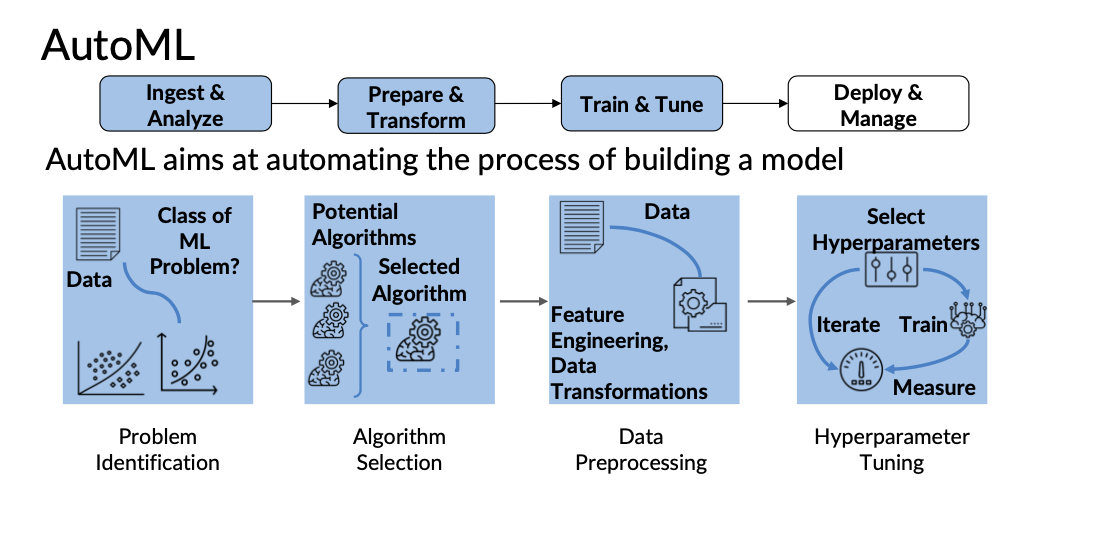 AutoML
Ingest &
Analyze
Prepare &
Transform
Train & Tune
Deploy &
Manage
AutoML aims at automating the process of building a model
Class of
ML
Problem?
Data
Potential
Algorithms
Selected
Algorithm
Data
Feature
Engineering,
Data
Transformations
Select
Hyperparameters
Iterate
Train
Measure
Problem
Identification
Algorithm
Selection
Data
Preprocessing
Hyperparameter
Tuning